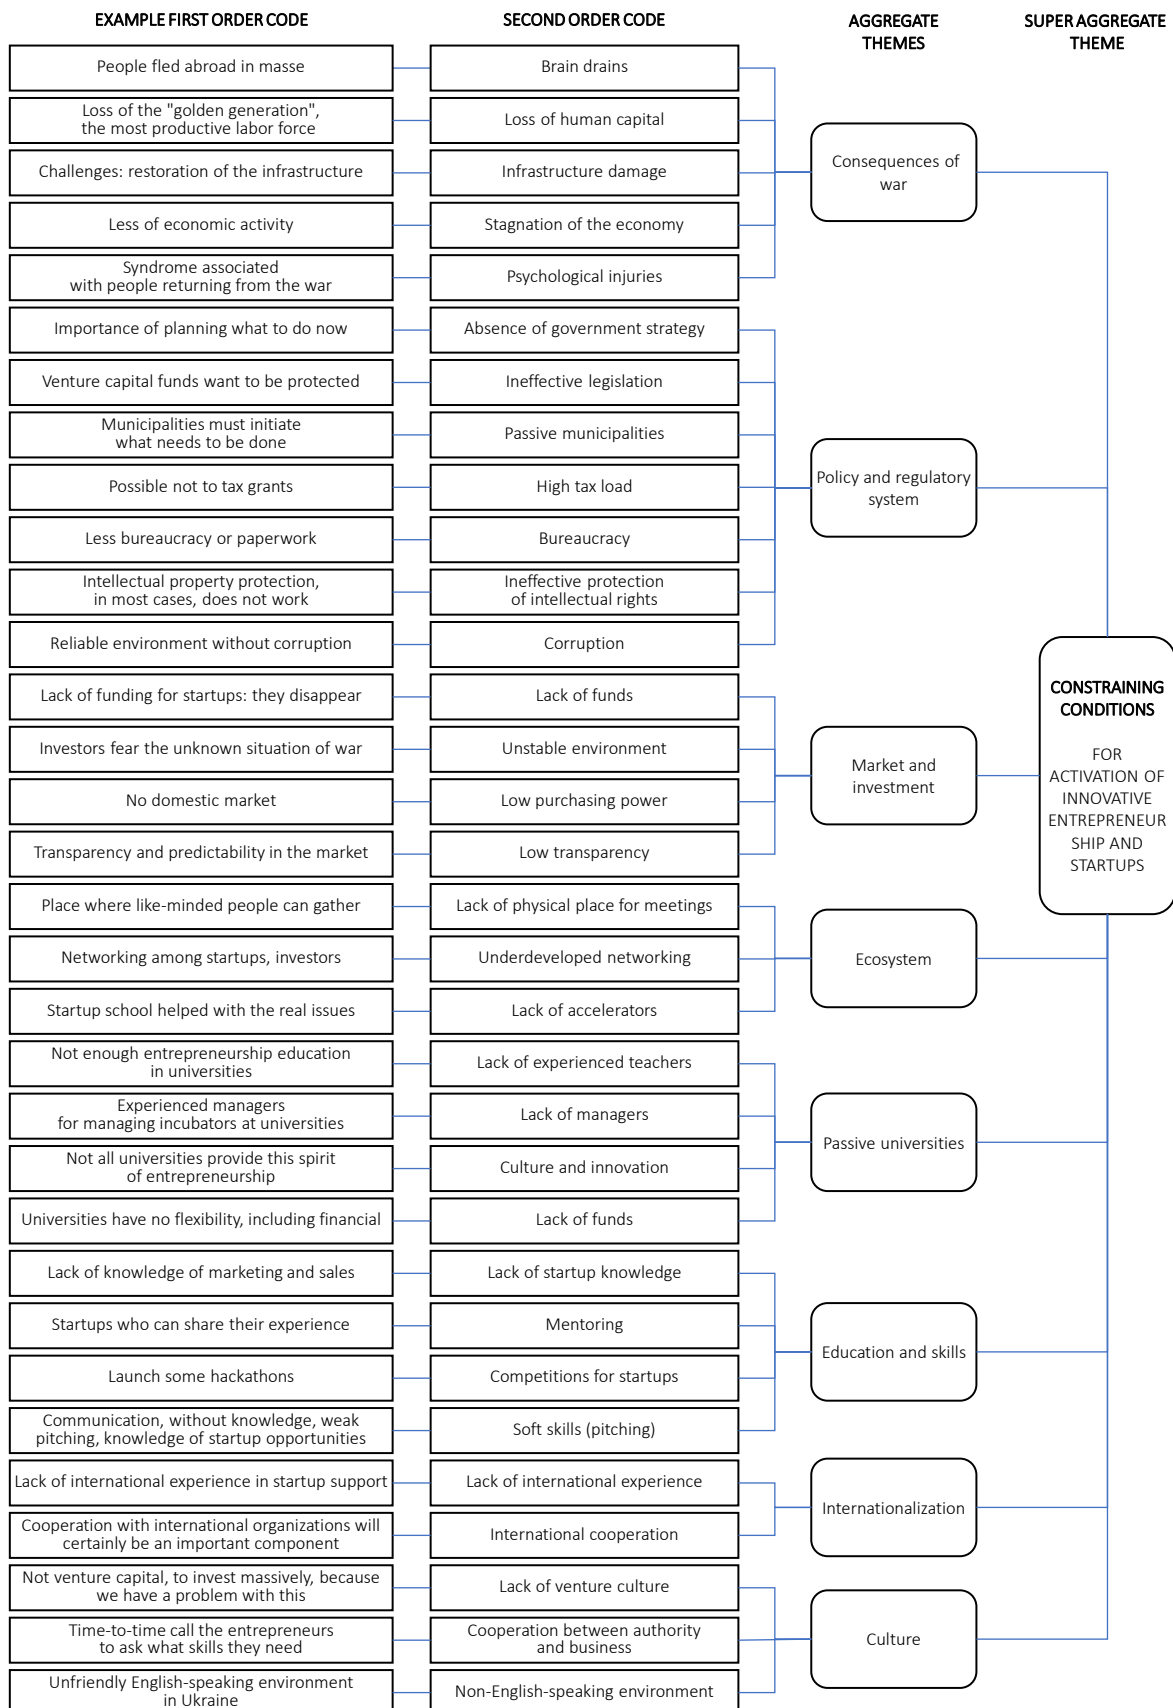 EXAMPLE FIRST ORDER CODE
SECOND ORDER CODE
AGGREGATE
THEMES
SUPER AGGREGATE
THEME
People fled abroad in masse
Brain drains
Loss of the "golden generation",
the most productive labor force
Loss of human capital
Challenges: restoration of the infrastructure
Infrastructure damage
Less of economic activity
Stagnation of the economy
Syndrome associated
with people returning from the war
Psychological injuries
Consequences of
war
Importance of planning what to do now
Absence of government strategy
Venture capital funds want to be protected
Ineffective legislation
Municipalities must initiate
what needs to be done
Passive municipalities
Possible not to tax grants
High tax load
Less bureaucracy or paperwork
Bureaucracy
Intellectual property protection,
in most cases, does not work
Ineffective protection
of intellectual rights
Reliable environment without corruption
Corruption
Policy and regulatory
system
Lack of funding for startups: they disappear
Lack of funds
Investors fear the unknown situation of war
Unstable environment
No domestic market
Low purchasing power
Transparency and predictability in the market
Low transparency
Market and
investment
CONSTRAINING
CONDITIONS
FOR
ACTIVATION OF
INNOVATIVE
ENTREPRENEUR
SHIP AND
STARTUPS
Place where like-minded people can gather
Lack of physical place for meetings
Networking among startups, investors
Underdeveloped networking
Startup school helped with the real issues
Lack of accelerators
Ecosystem
Not enough entrepreneurship education
in universities
Lack of experienced teachers
Experienced managers
for managing incubators at universities
Lack of managers
Not all universities provide this spirit
of entrepreneurship
Culture and innovation
Universities have no flexibility, including financial
Lack of funds
Passive universities
Lack of knowledge of marketing and sales
Lack of startup knowledge
Startups who can share their experience
Mentoring
Launch some hackathons
Competitions for startups
Communication, without knowledge, weak
pitching, knowledge of startup opportunities
Soft skills (pitching)
Education and skills
Lack of international experience in startup support
Lack of international experience
Cooperation with international organizations will
certainly be an important component
International cooperation
Internationalization
Not venture capital, to invest massively, because
we have a problem with this
Lack of venture culture
Time-to-time call the entrepreneurs
to ask what skills they need
Cooperation between authority
and business
Unfriendly English-speaking environment
in Ukraine
Non-English-speaking environment
Culture